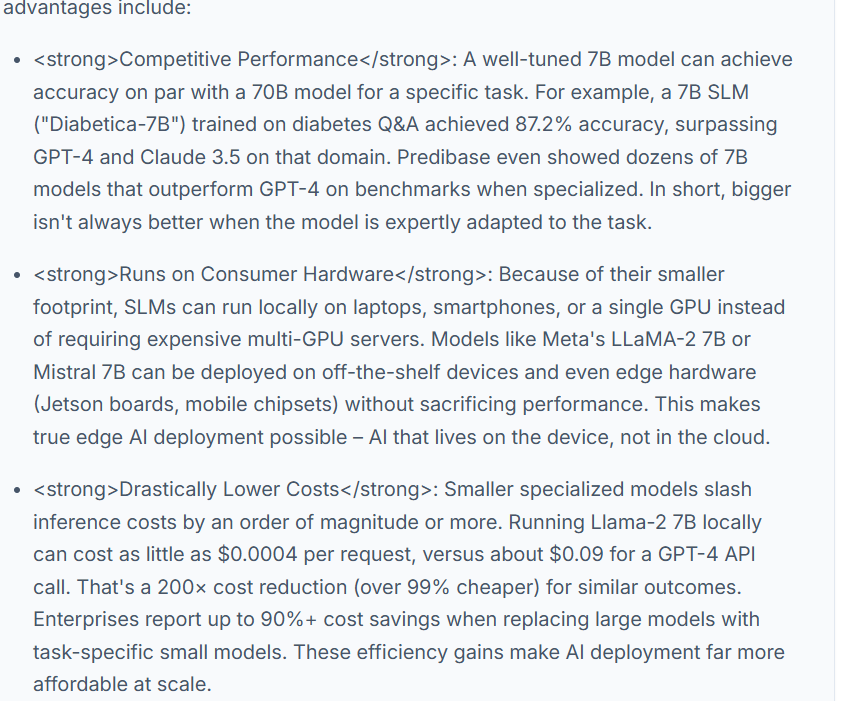 advantages include:
• <strong>Competitive Performance</strong>: A well-tuned 7B model can achieve
accuracy on par with a 70B model for a specific task. For example, a 7B SLM
("Diabetica-7B") trained on diabetes Q&A achieved 87.2% accuracy, surpassing
GPT-4 and Claude 3.5 on that domain. Predibase even showed dozens of 7B
models that outperform GPT-4 on benchmarks when specialized. In short, bigger
isn't always better when the model is expertly adapted to the task.
• <strong>Runs on Consumer Hardware</strong>: Because of their smaller
footprint, SLMs can run locally on laptops, smartphones, or a single GPU instead
of requiring expensive multi-GPU servers. Models like Meta's LLaMA-2 7B or
Mistral 7B can be deployed on off-the-shelf devices and even edge hardware
(Jetson boards, mobile chipsets) without sacrificing performance. This makes
true edge AI deployment possible – AI that lives on the device, not in the cloud.
• <strong>Drastically Lower Costs</strong>: Smaller specialized models slash
inference costs by an order of magnitude or more. Running Llama-2 7B locally
can cost as little as $0.0004 per request, versus about $0.09 for a GPT-4 API
call. That's a 200× cost reduction (over 99% cheaper) for similar outcomes.
Enterprises report up to 90%+ cost savings when replacing large models with
task-specific small models. These efficiency gains make AI deployment far more
affordable at scale.